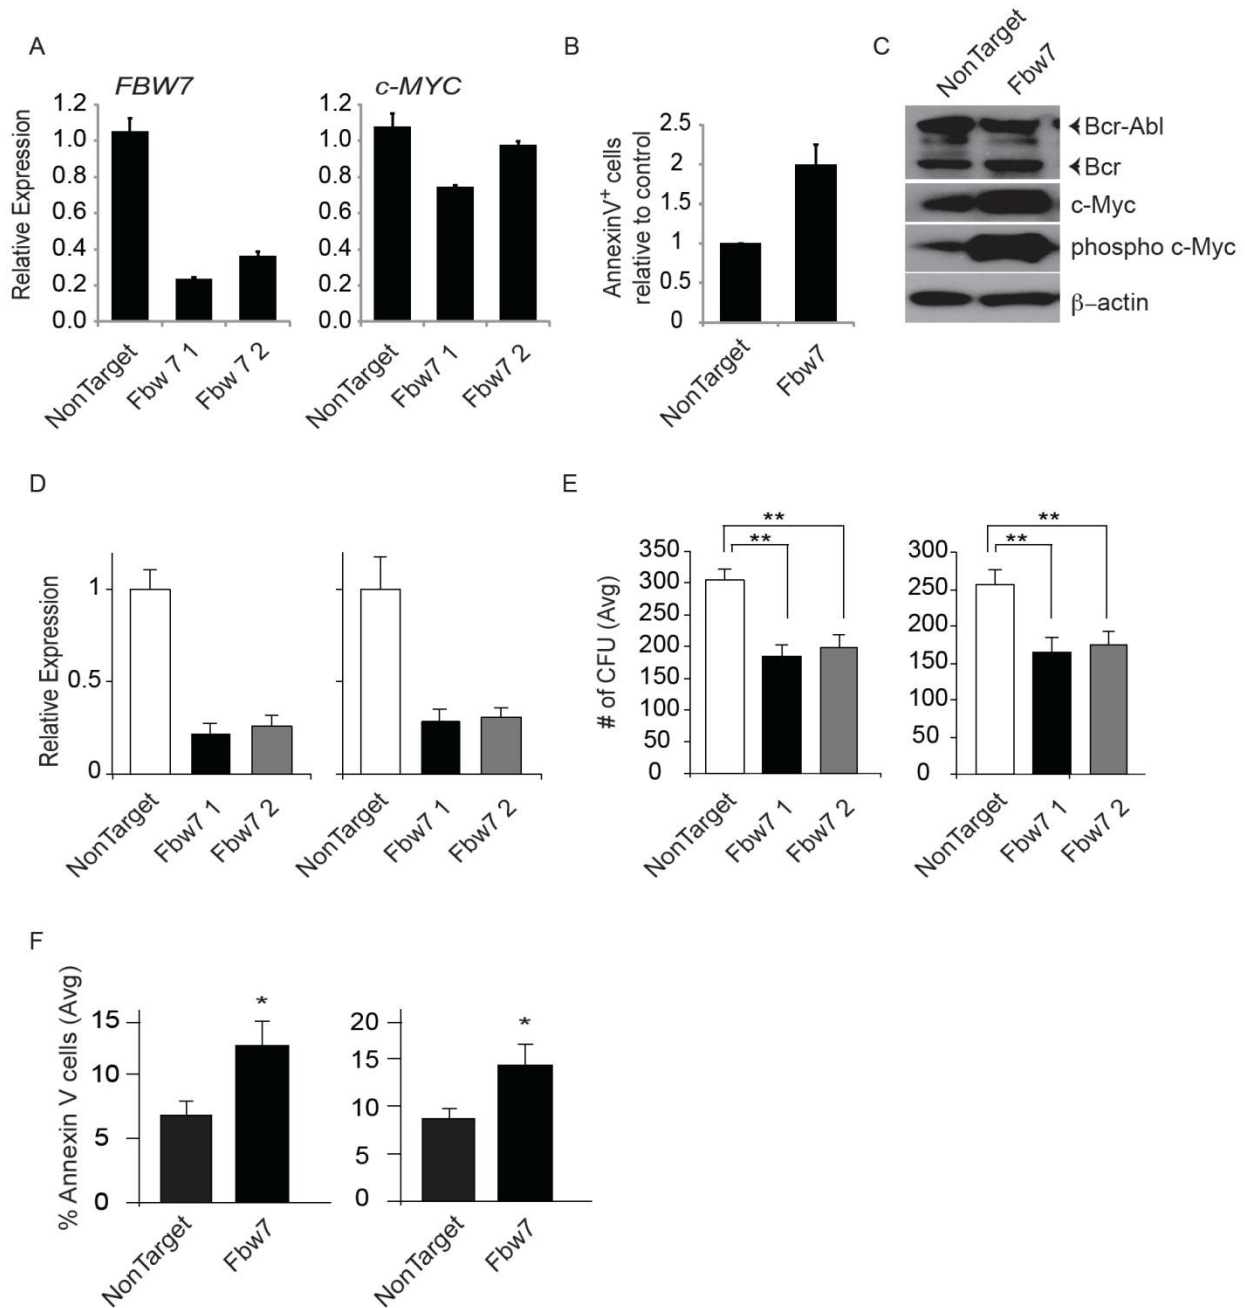 A
FBW7
c-MYC
Relative Expression
1.2
1.0
0.8
0.6
0.4
0.2
0.0
NonTarget
Fbw 7 1
Fbw 7 2
1.2
1.0
0.8
0.6
0.4
0.2
0.0
NonTarget
Fbw7 1
Fbw7 2
B
AnnexinV+ cells
relative to control
2.5
2
1.5
1
0.5
0
NonTarget
Fbw7
C
NonTarget
Fbw7
Bcr-Abl
Bcr
c-Myc
phospho c-Myc
β–actin
D
Relative Expression
1
0.5
0
NonTarget
Fbw7 1
Fbw7 2
NonTarget
Fbw7 1
Fbw7 2
E
# of CFU (Avg)
350
300
250
200
150
100
50
0
**
**
NonTarget
Fbw7 1
Fbw7 2
300
250
200
150
100
50
0
**
**
NonTarget
Fbw7 1
Fbw7 2
F
% Annexin V cells (Avg)
15
10
5
0
*
NonTarget
Fbw7
20
15
10
5
0
*
NonTarget
Fbw7